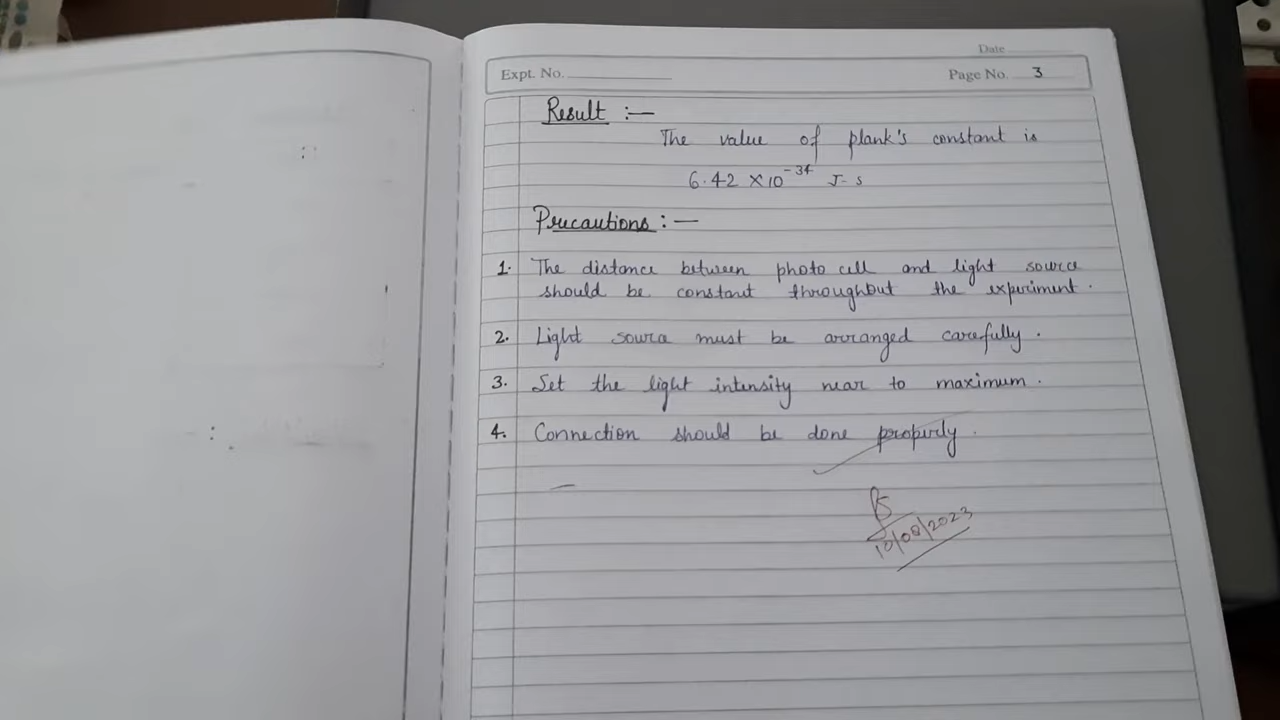 Date
Expt. No.
Page No. 3
Result :—
The value of plank's constant is
6.42 × 10⁻³⁴ J-s
Precautions :—
1. The distance between photo cell and light source
should be constant throughout the experiment.
2. Light source must be arranged carefully.
3. Set the light intensity near to maximum.
4. Connection should be done properly.
10/08/2023